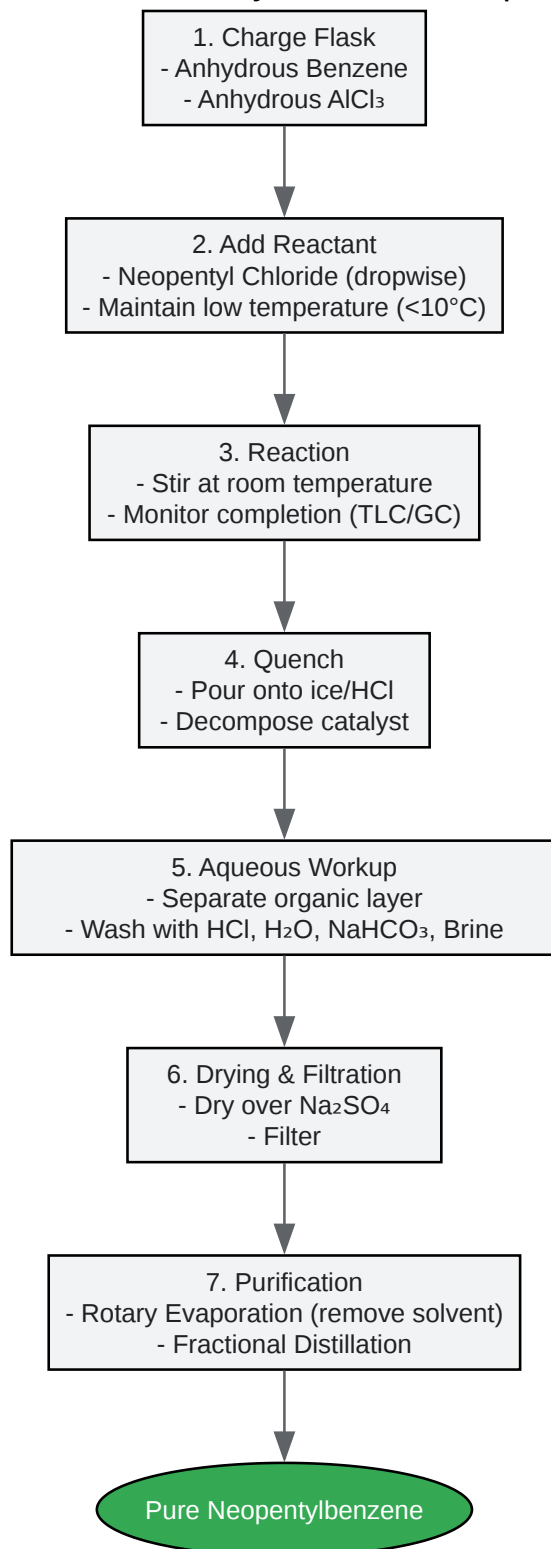 1. Charge Flask
- Anhydrous Benzene
- Anhydrous AlCl₃
2. Add Reactant
- Neopentyl Chloride (dropwise)
- Maintain low temperature (<10°C)
3. Reaction
- Stir at room temperature
- Monitor completion (TLC/GC)
4. Quench
- Pour onto ice/HCl
- Decompose catalyst
5. Aqueous Workup
- Separate organic layer
- Wash with HCl, H₂O, NaHCO₃, Brine
6. Drying & Filtration
- Dry over Na₂SO₄
- Filter
7. Purification
- Rotary Evaporation (remove solvent)
- Fractional Distillation
Pure Neopentylbenzene